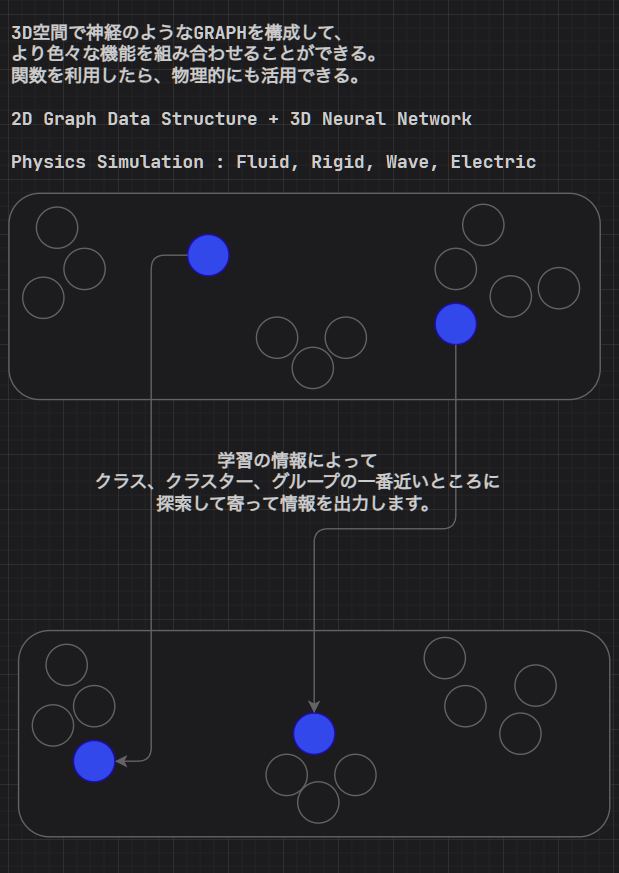 3D空間で神経のようなGRAPHを構成して、
より色々な機能を組み合わせることができる。
関数を利用したら、物理的にも活用できる。
2D Graph Data Structure + 3D Neural Network
Physics Simulation : Fluid, Rigid, Wave, Electric
学習の情報によって
クラス、クラスター、グループの一番近いところに
探索して寄って情報を出力します。